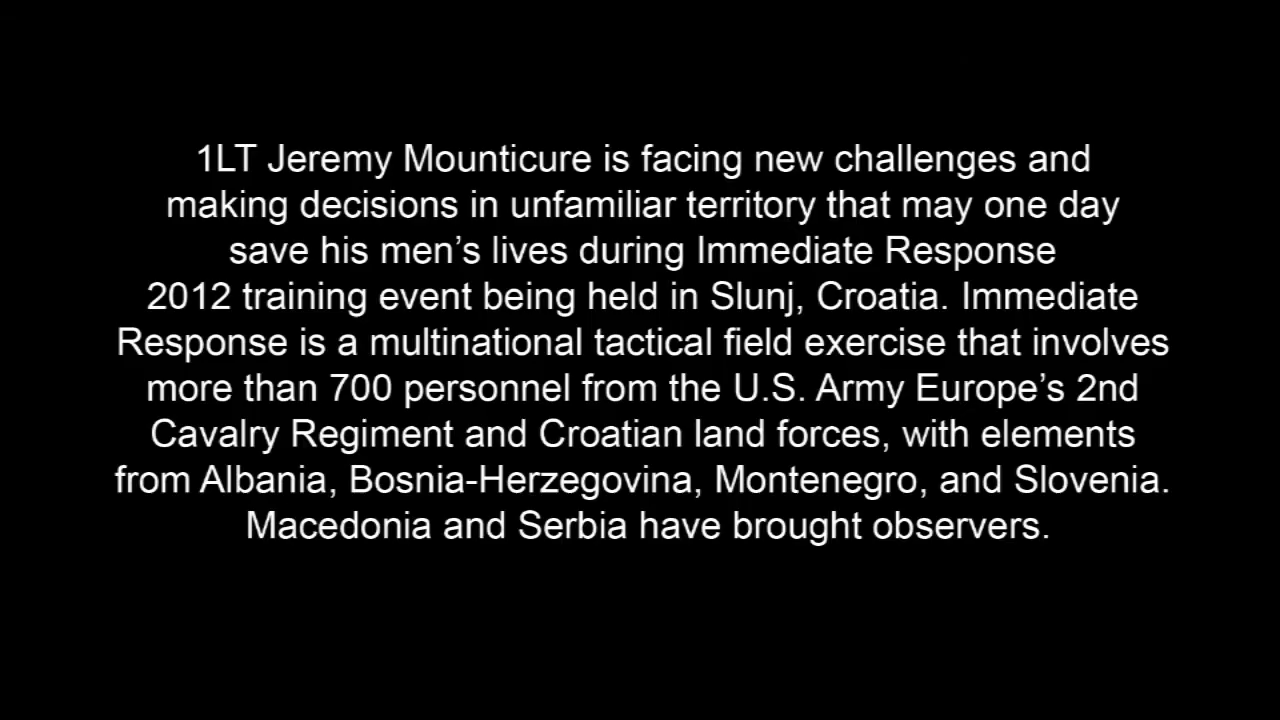 1LT Jeremy Mounticure is facing new challenges and
making decisions in unfamiliar territory that may one day
save his men’s lives during Immediate Response
2012 training event being held in Slunj, Croatia. Immediate
Response is a multinational tactical field exercise that involves
more than 700 personnel from the U.S. Army Europe’s 2nd
Cavalry Regiment and Croatian land forces, with elements
from Albania, Bosnia-Herzegovina, Montenegro, and Slovenia.
Macedonia and Serbia have brought observers.